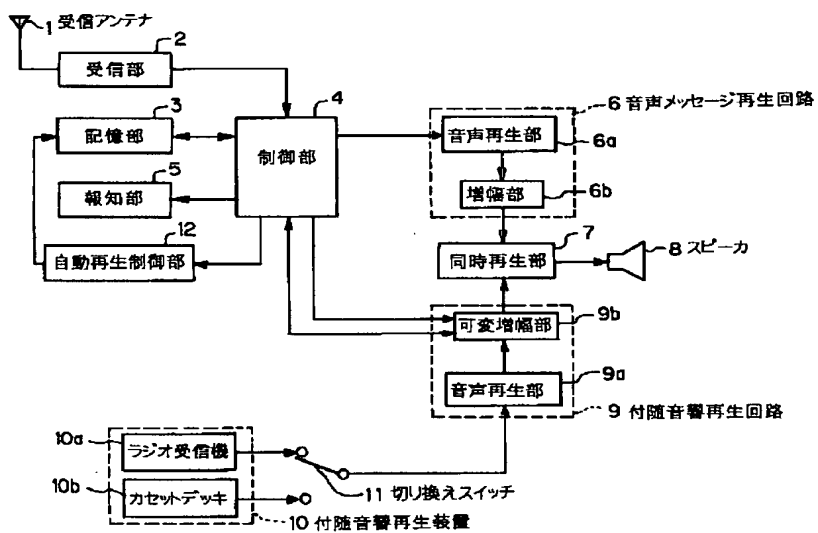 1 受信アンテナ
2
受信部
3
記憶部
4
制御部
5
報知部
12
自動再生制御部
6 音声メッセージ再生回路
音声再生部
6a
増幅部
6b
7
同時再生部
8 スピーカ
可変増幅部
9b
音声再生部
9a
9 付随音響再生回路
10a
ラジオ受信機
10b
カセットデッキ
11 切り換えスイッチ
10 付随音響再生装置